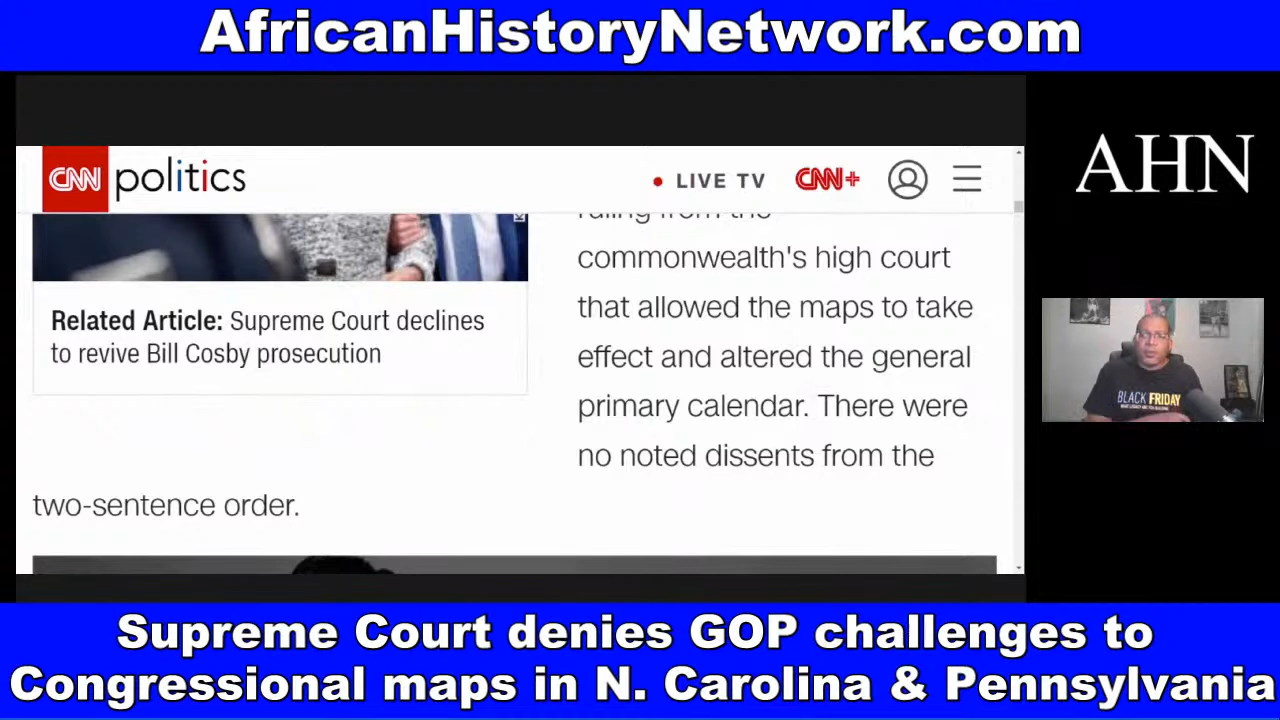 AfricanHistoryNetwork.com
CNN politics
LIVE TV
CNN+
AHN
ruling from the
commonwealth's high court
that allowed the maps to take
effect and altered the general
primary calendar. There were
no noted dissents from the
two-sentence order.
Related Article: Supreme Court declines
to revive Bill Cosby prosecution
BLACK FRIDAY
Supreme Court denies GOP challenges to
Congressional maps in N. Carolina & Pennsylvania